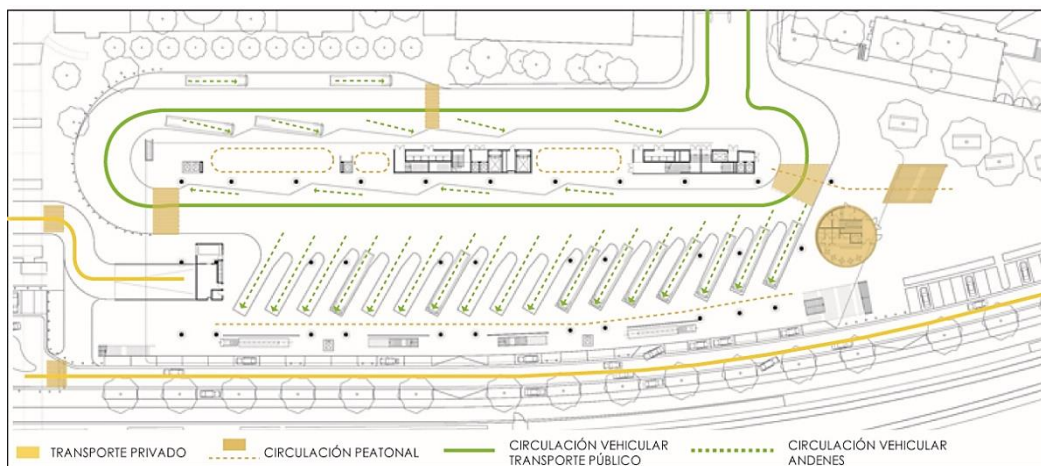 TRANSPORTE PRIVADO
CIRCULACIÓN PEATONAL
CIRCULACIÓN VEHICULAR
TRANSPORTE PÚBLICO
CIRCULACIÓN VEHICULAR
ANDENES